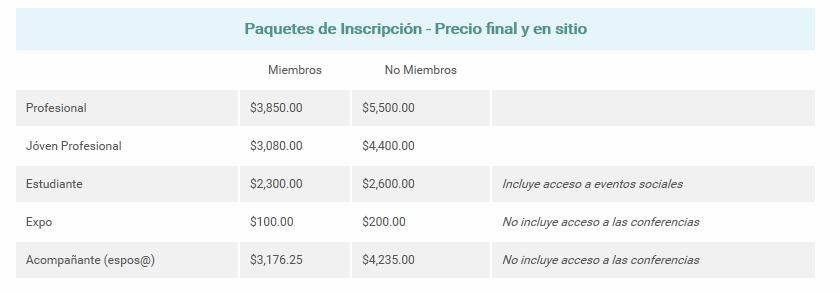 Paquetes de Inscripción - Precio final y en sitio
Miembros No Miembros
Profesional $3,850.00 $5,500.00
Jóven Profesional $3,080.00 $4,400.00
Estudiante $2,300.00 $2,600.00 Incluye acceso a eventos sociales
Expo $100.00 $200.00 No incluye acceso a las conferencias
Acompañante (espos@) $3,176.25 $4,235.00 No incluye acceso a las conferencias